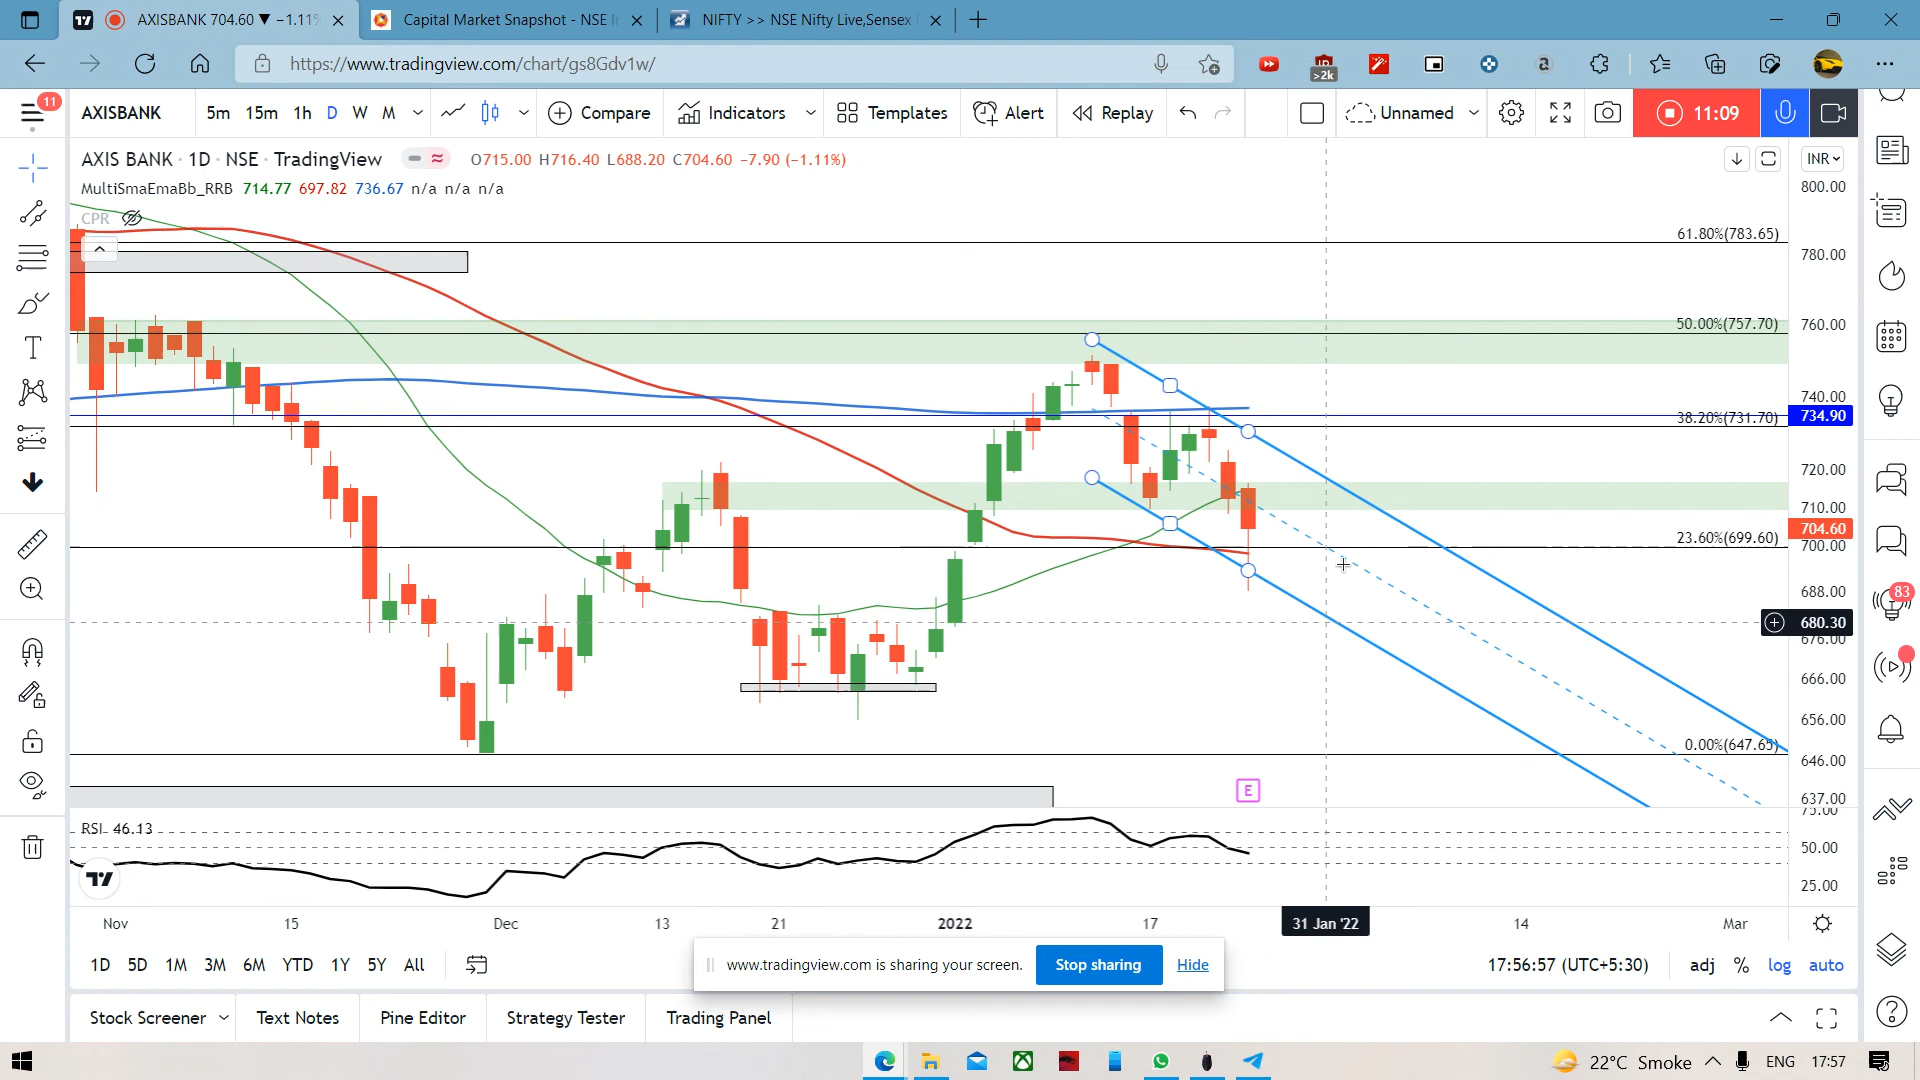 AXISBANK 704.60 ▼ −1.11%
Capital Market Snapshot - NSE I
NIFTY >> NSE Nifty Live,Sensex
https://www.tradingview.com/chart/gs8Gdv1w/
>2k
11
AXISBANK 5m 15m 1h D W M Compare Indicators Templates Alert Replay Unnamed 11:09
AXIS BANK · 1D · NSE · TradingView O715.00 H716.40 L688.20 C704.60 −7.90 (−1.11%)
INR
MultiSmaEmaBb_RRB 714.77 697.82 736.67 n/a n/a n/a
CPR
800.00
61.80%(783.65)
780.00
50.00%(757.70)
760.00
740.00
38.20%(731.70)
734.90
720.00
710.00
704.60
23.60%(699.60)
700.00
688.00
83
680.30
676.00
666.00
656.00
0.00%(647.65)
646.00
E
637.00
75.00
RSI 46.13
50.00
25.00
Nov 15 Dec 13 21 2022 17 31 Jan '22 14 Mar
1D 5D 1M 3M 6M YTD 1Y 5Y All
www.tradingview.com is sharing your screen. Stop sharing Hide
17:56:57 (UTC+5:30) adj % log auto
Stock Screener Text Notes Pine Editor Strategy Tester Trading Panel
22°C Smoke ENG 17:57